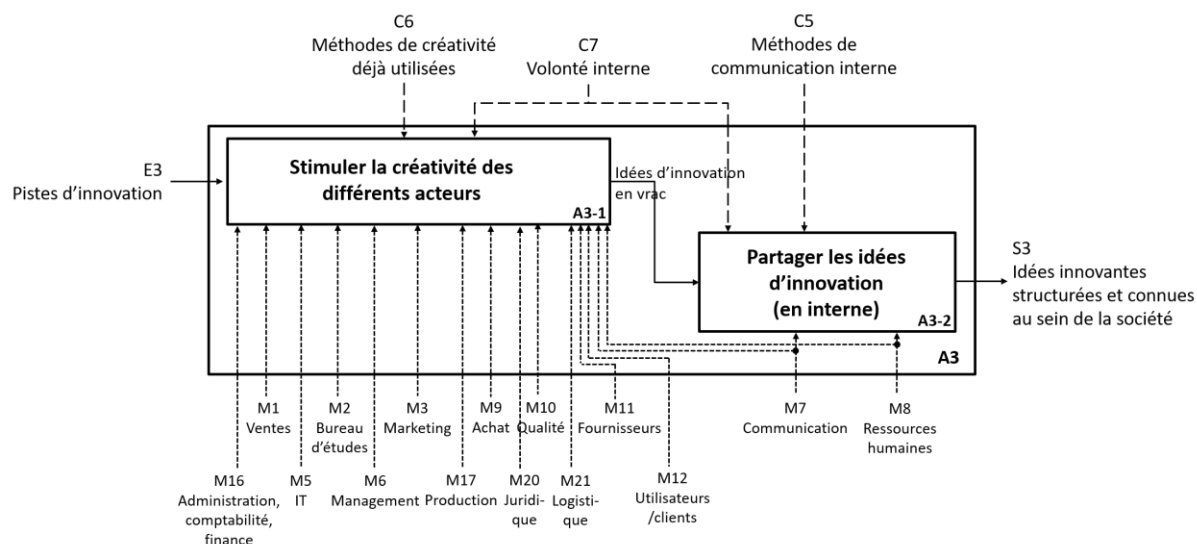 C6
Méthodes de créativité
déjà utilisées
C7
Volonté interne
C5
Méthodes de
communication interne
E3
Pistes d’innovation
Stimuler la créativité des
différents acteurs
A3-1
Idées d’innovation
en vrac
Partager les idées
d’innovation
(en interne)
A3-2
S3
Idées innovantes
structurées et connues
au sein de la société
A3
M1
Ventes
M2
Bureau
d’études
M3
Marketing
M9
Achat
M10
Qualité
M11
Fournisseurs
M7
Communication
M8
Ressources
humaines
M16
Administration,
comptabilité,
finance
M5
IT
M6
Management
M17
Production
M20
Juridi-
que
M21
Logisti-
que
M12
Utilisateurs
/clients